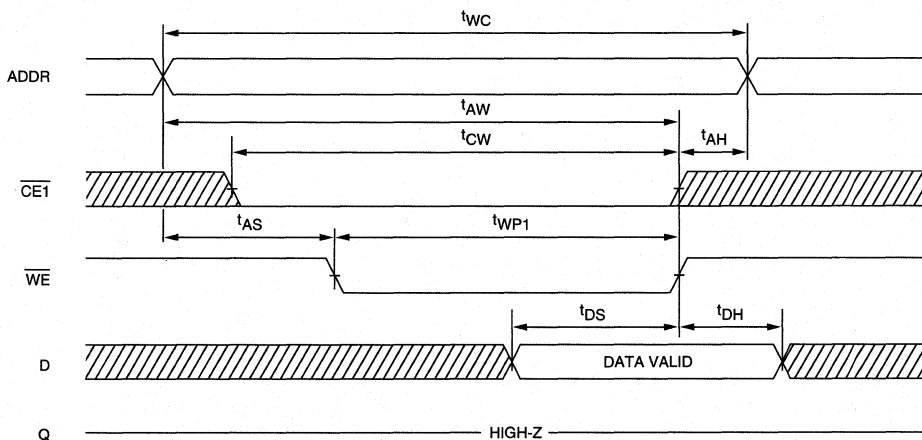 tWC
ADDR
tAW
tCW
tAH
CE1
tAS
tWP1
WE
tDS
tDH
D
DATA VALID
Q
HIGH-Z